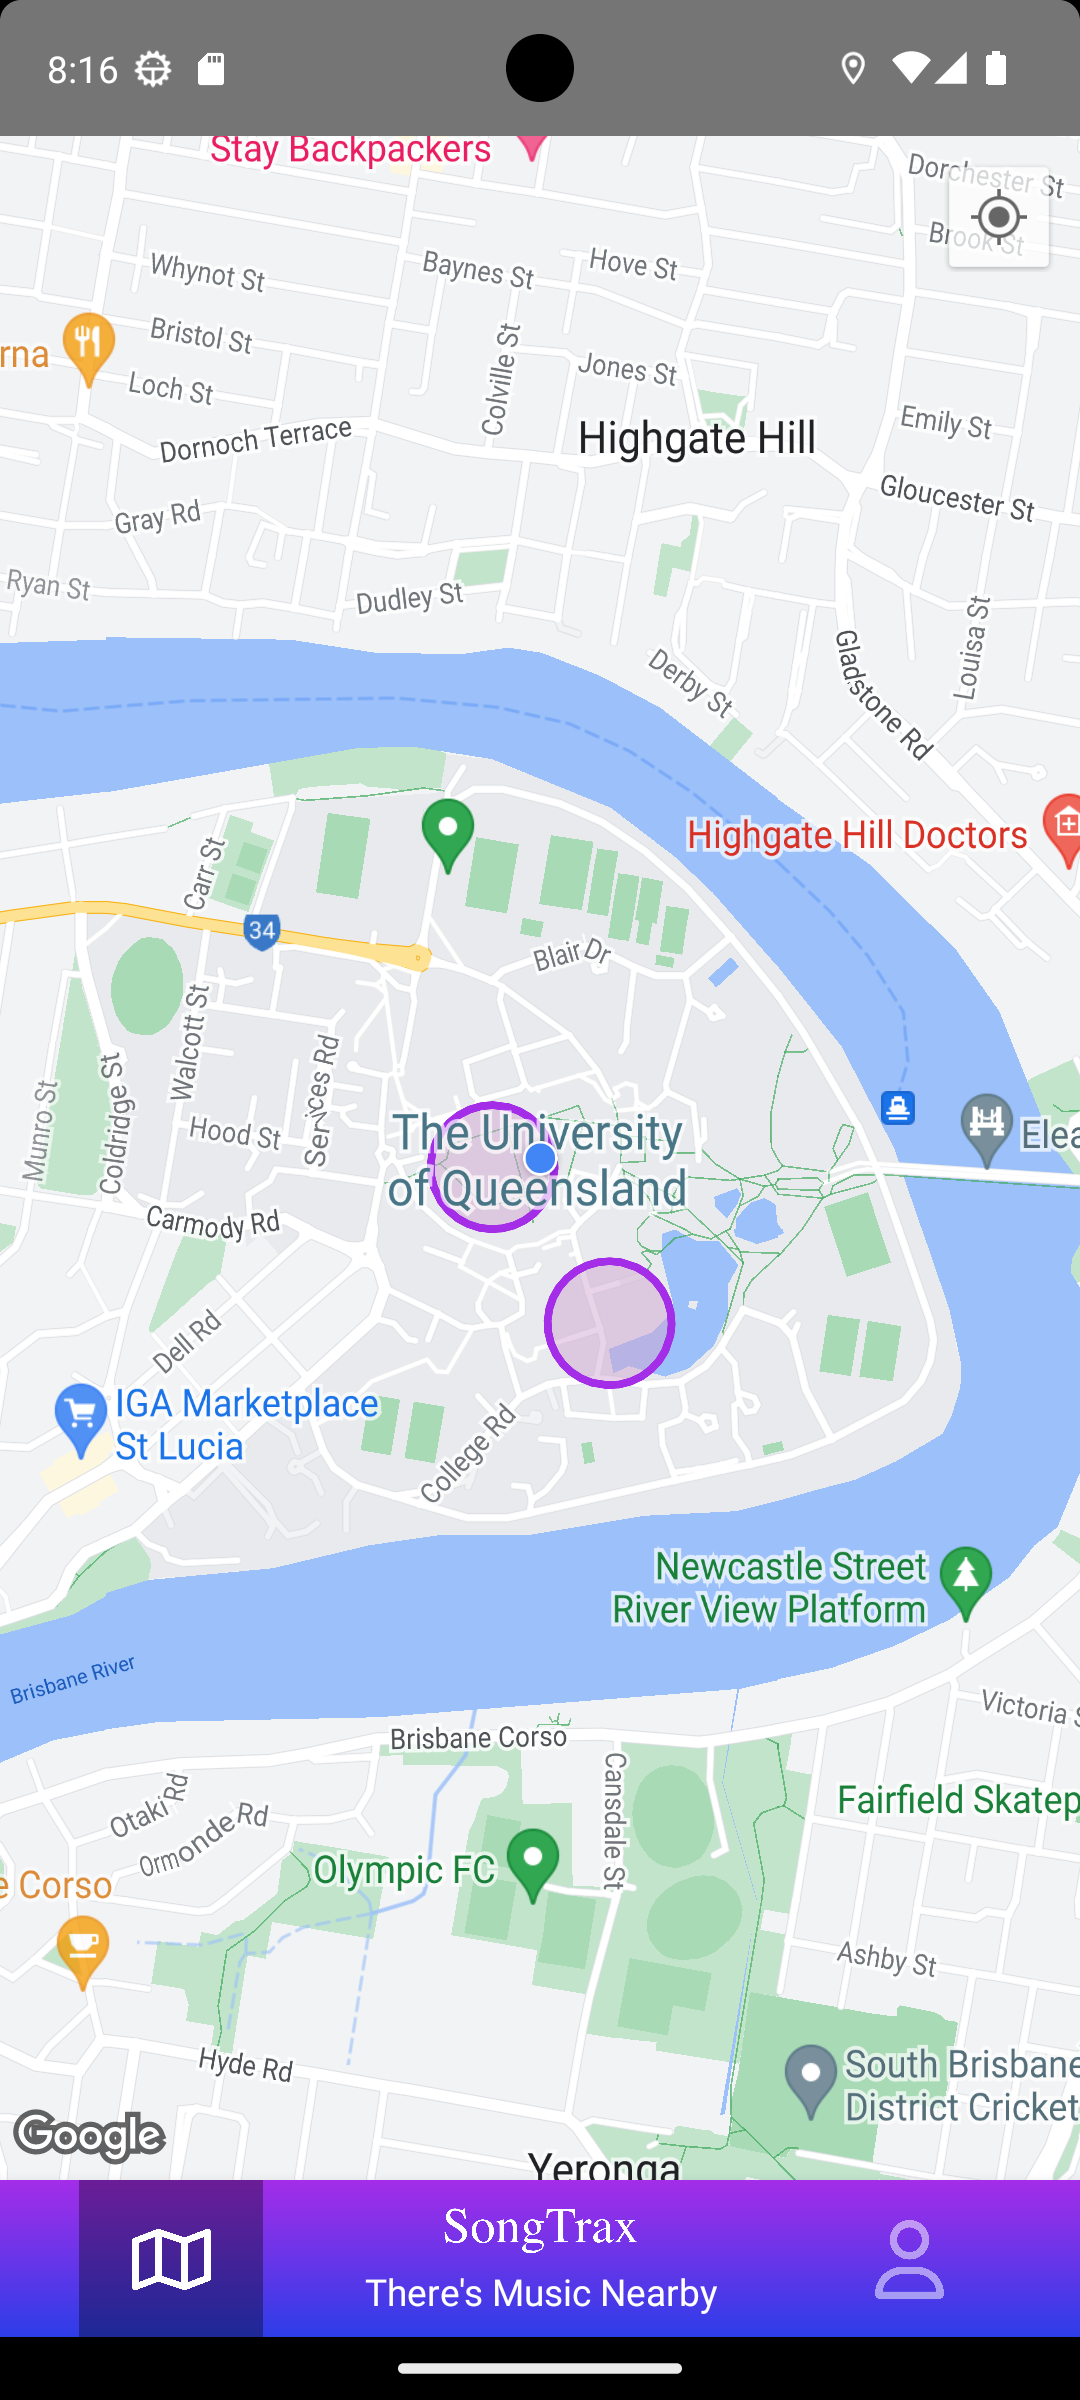 8:16
Stay Backpackers
Dorchester St
Brook St
Whynot St
Baynes St
Hove St
Bristol St
rna
Colville St
Jones St
Loch St
Emily St
Dornoch Terrace
Highgate Hill
Gloucester St
Gray Rd
Ryan St
Dudley St
Louisa St
Derby St
Gladstone Rd
Highgate Hill Doctors
Carr St
34
Blair Dr
Walcott St
Services Rd
Munro St
Coldridge St
Hood St
The University
of Queensland
Elea
Carmody Rd
Dell Rd
IGA Marketplace
St Lucia
College Rd
Newcastle Street
River View Platform
Brisbane River
Victoria S
Brisbane Corso
Cansdale St
Otaki Rd
Ormonde Rd
Fairfield Skatep
Olympic FC
e Corso
Ashby St
Hyde Rd
South Brisbane
District Cricket
Google
Yeronga
SongTrax
There's Music Nearby